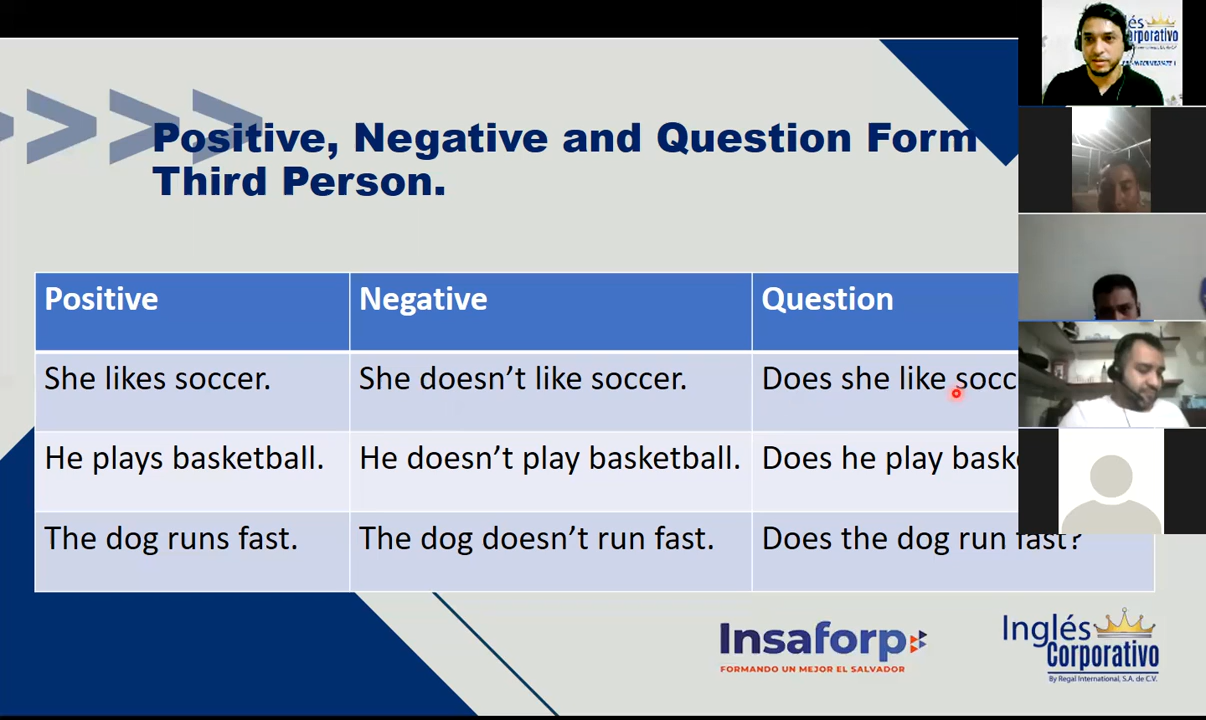 Positive, Negative and Question Form
Third Person.
Positive
Negative
Question
She likes soccer.
She doesn't like soccer.
Does she like socc
He plays basketball.
He doesn't play basketball.
Does he play bask
The dog runs fast.
The dog doesn't run fast.
Does the dog run fast?
Insaforp
FORMANDO UN MEJOR EL SALVADOR
Inglés
Corporativo
By Regal International, S.A. de C.V.